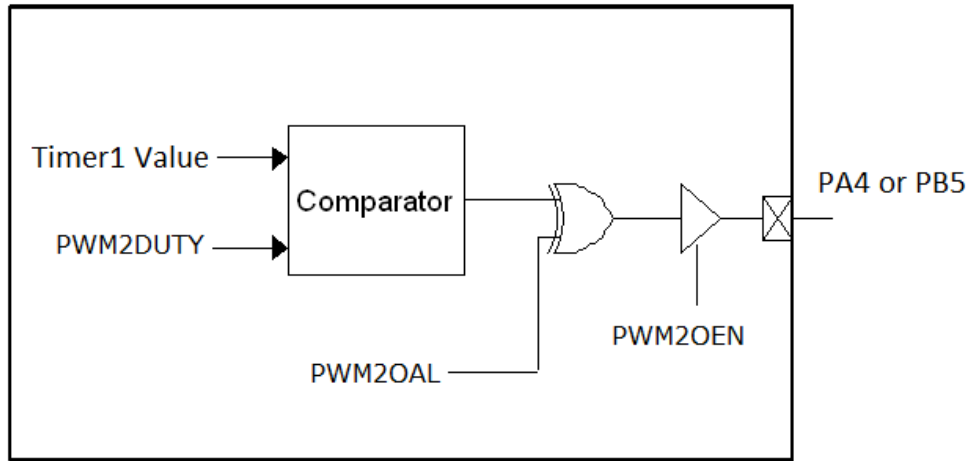 Timer1 Value
PWM2DUTY
Comparator
PWM2OAL
PWM2OEN
PA4 or PB5